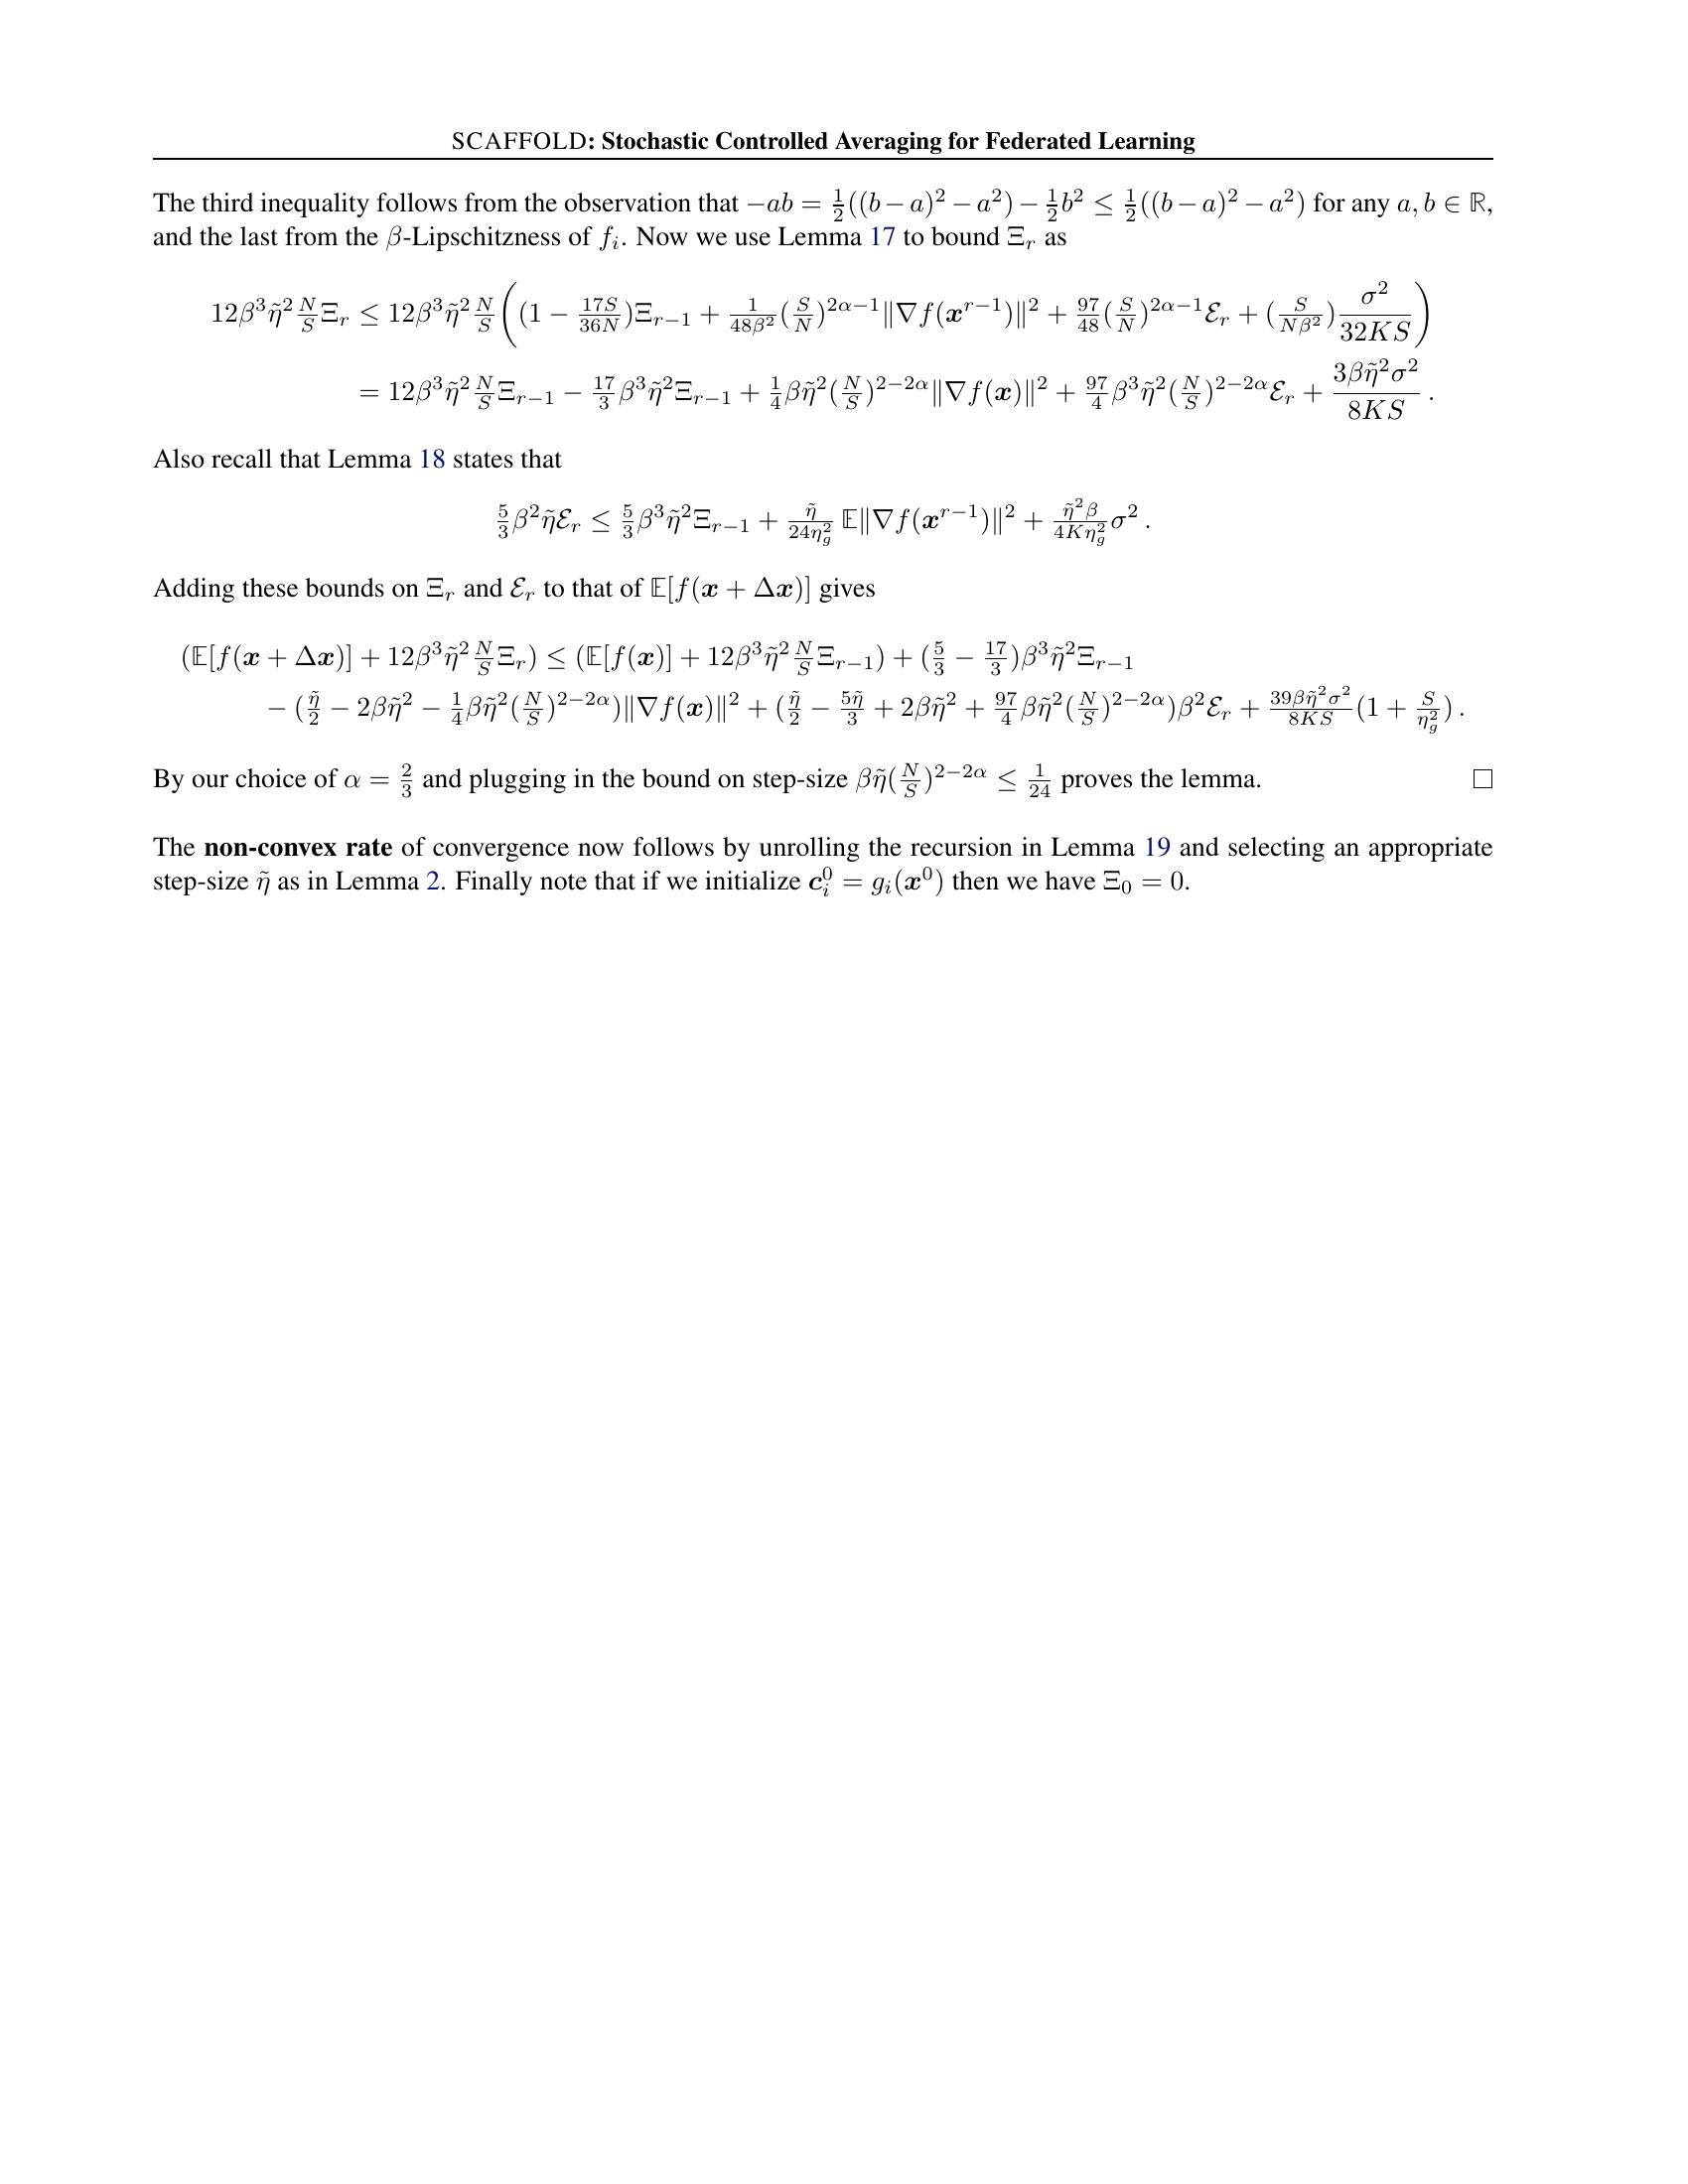 SCAFFOLD: Stochastic Controlled Averaging for Federated Learning
The third inequality follows from the observation that $-ab = \frac{1}{2}((b-a)^2 - a^2) - \frac{1}{2}b^2 \leq \frac{1}{2}((b-a)^2 - a^2)$ for any $a, b \in \mathbb{R}$,
and the last from the $\beta$-Lipschitzness of $f_i$. Now we use Lemma 17 to bound $\Xi_r$ as
$12\beta^3\tilde{\eta}^2\frac{N}{S}\Xi_r \leq 12\beta^3\tilde{\eta}^2\frac{N}{S}\left((1 - \frac{17S}{36N})\Xi_{r-1} + \frac{1}{48\beta^2}(\frac{S}{N})^{2\alpha-1}\|\nabla f(\boldsymbol{x}^{r-1})\|^2 + \frac{97}{48}(\frac{S}{N})^{2\alpha-1}\mathcal{E}_r + (\frac{S}{N\beta^2})\frac{\sigma^2}{32KS}\right)$
$= 12\beta^3\tilde{\eta}^2\frac{N}{S}\Xi_{r-1} - \frac{17}{3}\beta^3\tilde{\eta}^2\Xi_{r-1} + \frac{1}{4}\beta\tilde{\eta}^2(\frac{N}{S})^{2-2\alpha}\|\nabla f(\boldsymbol{x})\|^2 + \frac{97}{4}\beta^3\tilde{\eta}^2(\frac{N}{S})^{2-2\alpha}\mathcal{E}_r + \frac{3\beta\tilde{\eta}^2\sigma^2}{8KS}\,.$
Also recall that Lemma 18 states that
$\frac{5}{3}\beta^2\tilde{\eta}\mathcal{E}_r \leq \frac{5}{3}\beta^3\tilde{\eta}^2\Xi_{r-1} + \frac{\tilde{\eta}}{24\eta_g^2}\mathbb{E}\|\nabla f(\boldsymbol{x}^{r-1})\|^2 + \frac{\tilde{\eta}^2\beta}{4K\eta_g^2}\sigma^2\,.$
Adding these bounds on $\Xi_r$ and $\mathcal{E}_r$ to that of $\mathbb{E}[f(\boldsymbol{x} + \Delta\boldsymbol{x})]$ gives
$(\mathbb{E}[f(\boldsymbol{x} + \Delta\boldsymbol{x})] + 12\beta^3\tilde{\eta}^2\frac{N}{S}\Xi_r) \leq (\mathbb{E}[f(\boldsymbol{x})] + 12\beta^3\tilde{\eta}^2\frac{N}{S}\Xi_{r-1}) + (\frac{5}{3} - \frac{17}{3})\beta^3\tilde{\eta}^2\Xi_{r-1}$
$- (\frac{\tilde{\eta}}{2} - 2\beta\tilde{\eta}^2 - \frac{1}{4}\beta\tilde{\eta}^2(\frac{N}{S})^{2-2\alpha})\|\nabla f(\boldsymbol{x})\|^2 + (\frac{\tilde{\eta}}{2} - \frac{5\tilde{\eta}}{3} + 2\beta\tilde{\eta}^2 + \frac{97}{4}\beta\tilde{\eta}^2(\frac{N}{S})^{2-2\alpha})\beta^2\mathcal{E}_r + \frac{39\beta\tilde{\eta}^2\sigma^2}{8KS}(1 + \frac{S}{\eta_g^2})\,.$
By our choice of $\alpha = \frac{2}{3}$ and plugging in the bound on step-size $\beta\tilde{\eta}(\frac{N}{S})^{2-2\alpha} \leq \frac{1}{24}$ proves the lemma. □
The **non-convex rate** of convergence now follows by unrolling the recursion in Lemma 19 and selecting an appropriate
step-size $\tilde{\eta}$ as in Lemma 2. Finally note that if we initialize $\boldsymbol{c}_i^0 = g_i(\boldsymbol{x}^0)$ then we have $\Xi_0 = 0$.